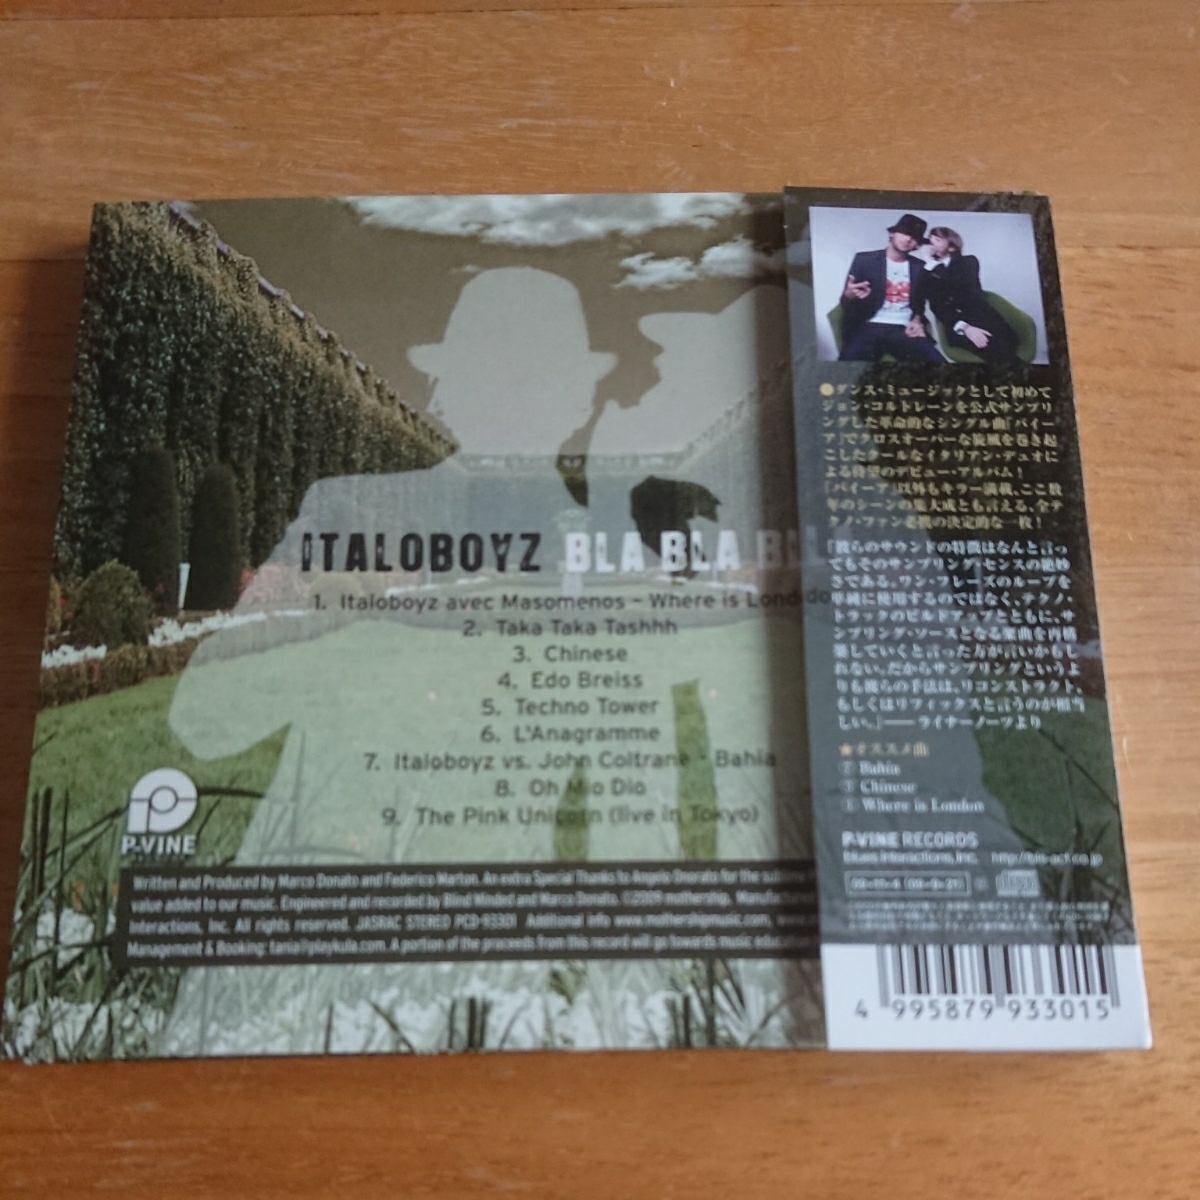 ITALOBOYZ BLA BLA BL
1. Italoboyz avec Masomenos - Where is London
2. Taka Taka Tashhh
3. Chinese
4. Edo Breiss
5. Techno Tower
6. L'Anagramme
7. Italoboyz vs. John Coltrane - Bahia
8. Oh Mio Dio
9. The Pink Unicorn (live in Tokyo)
P-VINE
Written and Produced by Marco Donato and Federico Marton. An extra Special Thanks to Angelo Onorato for the sublime
value added to our music. Engineered and recorded by Blind Minded and Marco Donato. ©2009 mothership. Manufactured
Interactions, Inc. All rights reserved. JASRAC STEREO PCD-93301 Additional info www.mothershipmusic.com,
Management & Booking: tania@playkula.com. A portion of the proceeds from this record will go towards music education
●ダンス・ミュージックとして初めて
ジョン・コルトレーンを公式サンプリ
ングした革命的なシングル曲「バイー
ア」でクロスオーバーな旋風を巻き起
こしたクールなイタリアン・デュオに
よる待望のデビュー・アルバム!
「バイーア」以外もキラー満載、ここ数
年のシーンの集大成とも言える、全テ
クノ・ファン必携の決定的な一枚!
「彼らのサウンドの特徴はなんと言っ
てもそのサンプリング・センスの絶妙
さである。ワン・フレーズのループを
単純に使用するのではなく、テクノ・
トラックのビルドアップとともに、サ
ンプリング・ソースとなる楽曲を再構
築していくと言った方が言いかもし
れない。だからサンプリングというよ
りも彼らの手法は、リコンストラクト、
もしくはリフィックスと言うのが相当
しい。」——ライナーノーツより
★オススメ曲
⑦ Bahia
③ Chinese
① Where is London
P-VINE RECORDS
Blues Interactions, Inc. http://bls-act.co.jp
4 995879 933015